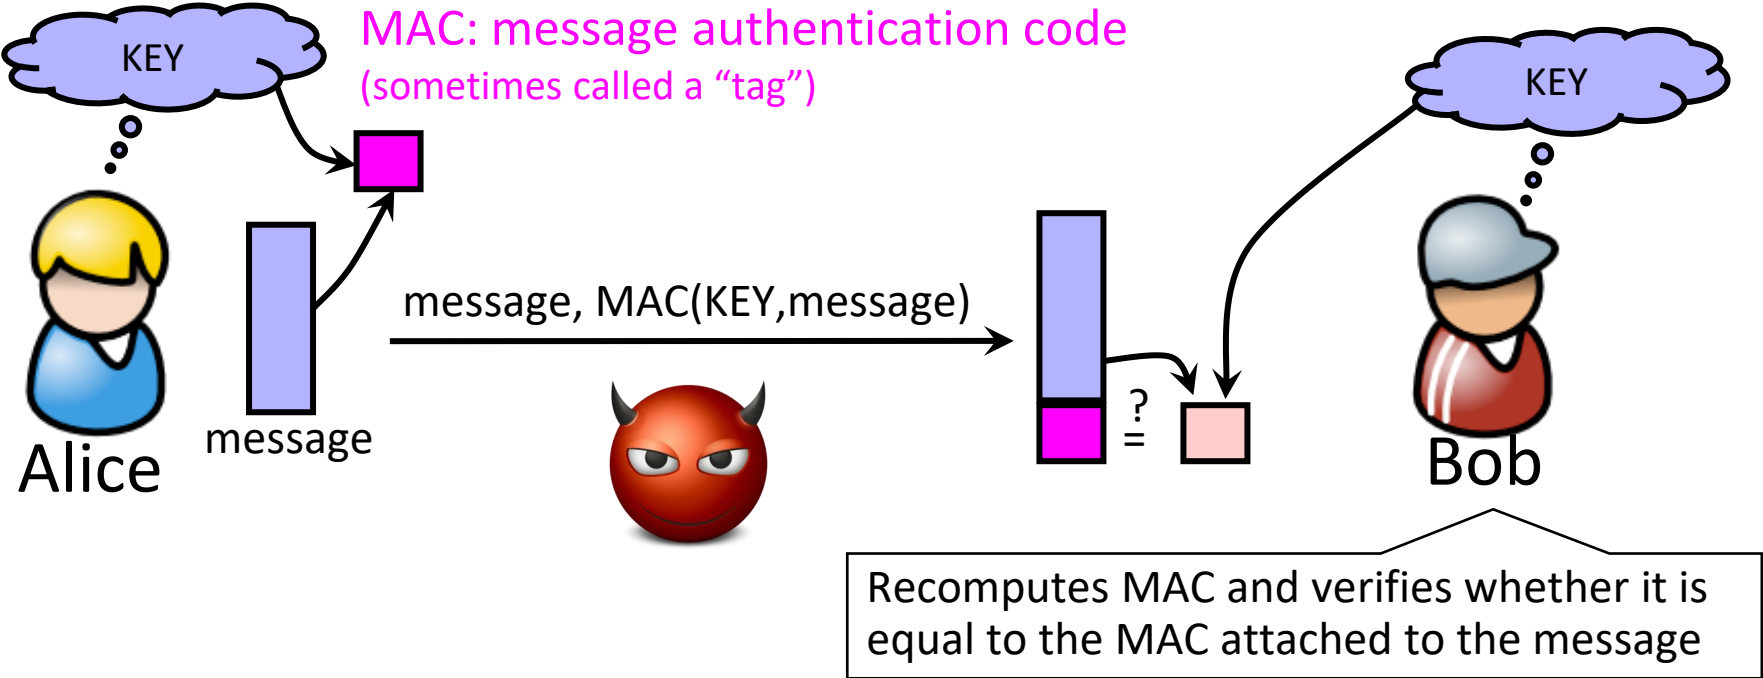 KEY
MAC: message authentication code
(sometimes called a “tag”)
KEY
message, MAC(KEY,message)
message
?
=
Alice
Bob
Recomputes MAC and verifies whether it is
equal to the MAC attached to the message